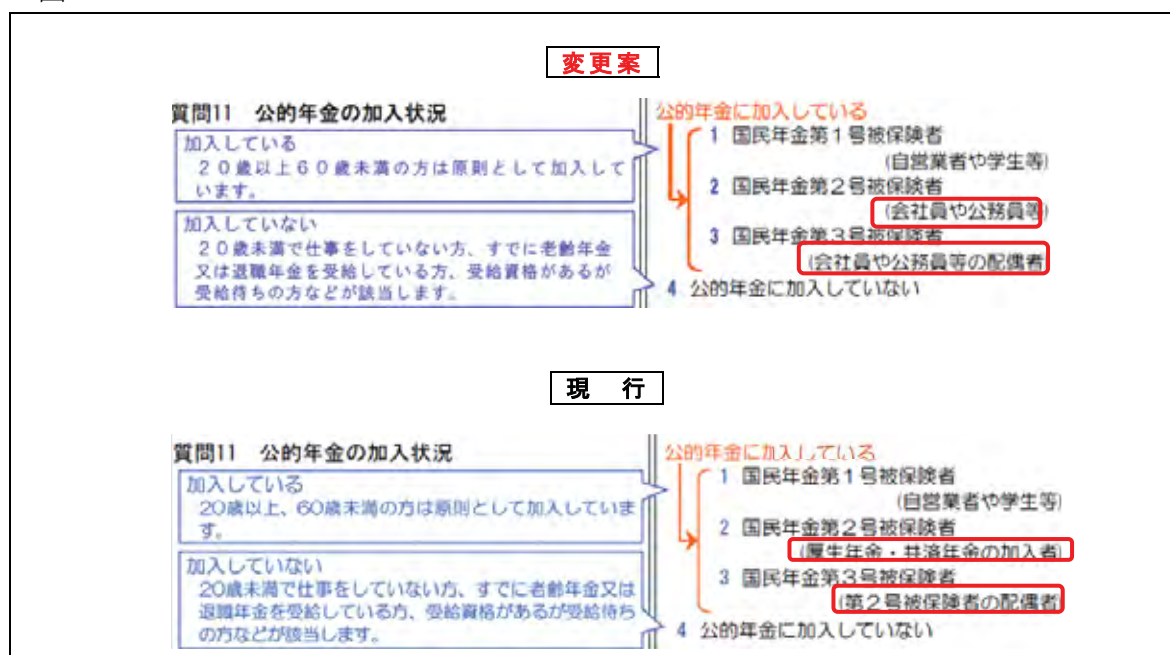 変更案
質問11 公的年金の加入状況
加入している
20歳以上60歳未満の方は原則として加入して
います。
加入していない
20歳未満で仕事をしていない方、すでに老齢年金
又は退職年金を受給している方、受給資格があるが
受給待ちの方などが該当します。
公的年金に加入している
1 国民年金第1号被保険者
(自営業者や学生等)
2 国民年金第2号被保険者
(会社員や公務員等)
3 国民年金第3号被保険者
(会社員や公務員等の配偶者)
4 公的年金に加入していない
現 行
質問11 公的年金の加入状況
加入している
20歳以上、60歳未満の方は原則として加入していま
す。
加入していない
20歳未満で仕事をしていない方、すでに老齢年金又は
退職年金を受給している方、受給資格があるが受給待ち
の方などが該当します。
公的年金に加入している
1 国民年金第1号被保険者
(自営業者や学生等)
2 国民年金第2号被保険者
(厚生年金・共済年金の加入者)
3 国民年金第3号被保険者
(第2号被保険者の配偶者)
4 公的年金に加入していない